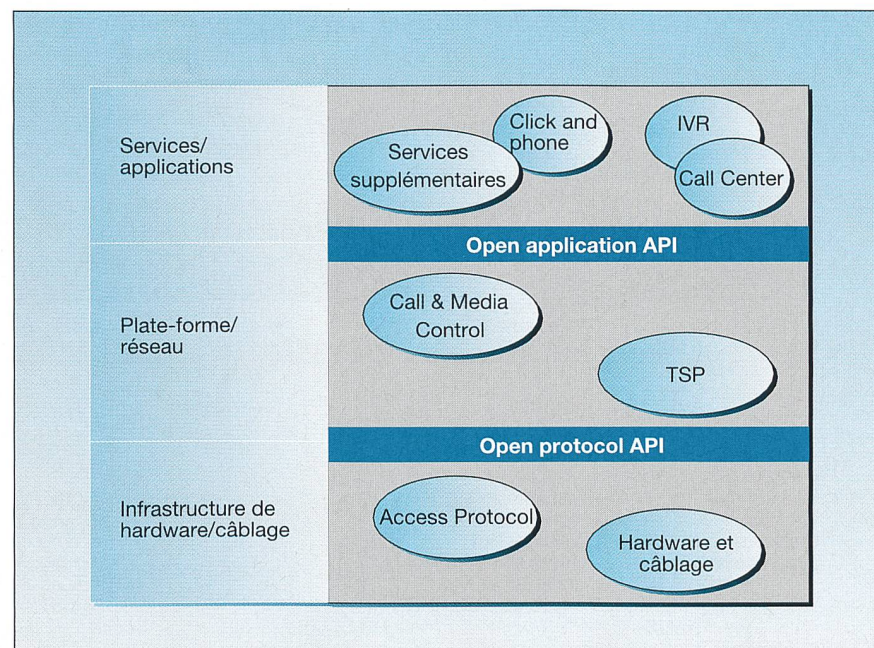 Services/
applications
Services
supplémentaires
Click and
phone
IVR
Call Center
Open application API
Plate-forme/
réseau
Call & Media
Control
TSP
Open protocol API
Infrastructure de
hardware/câblage
Access Protocol
Hardware et
câblage